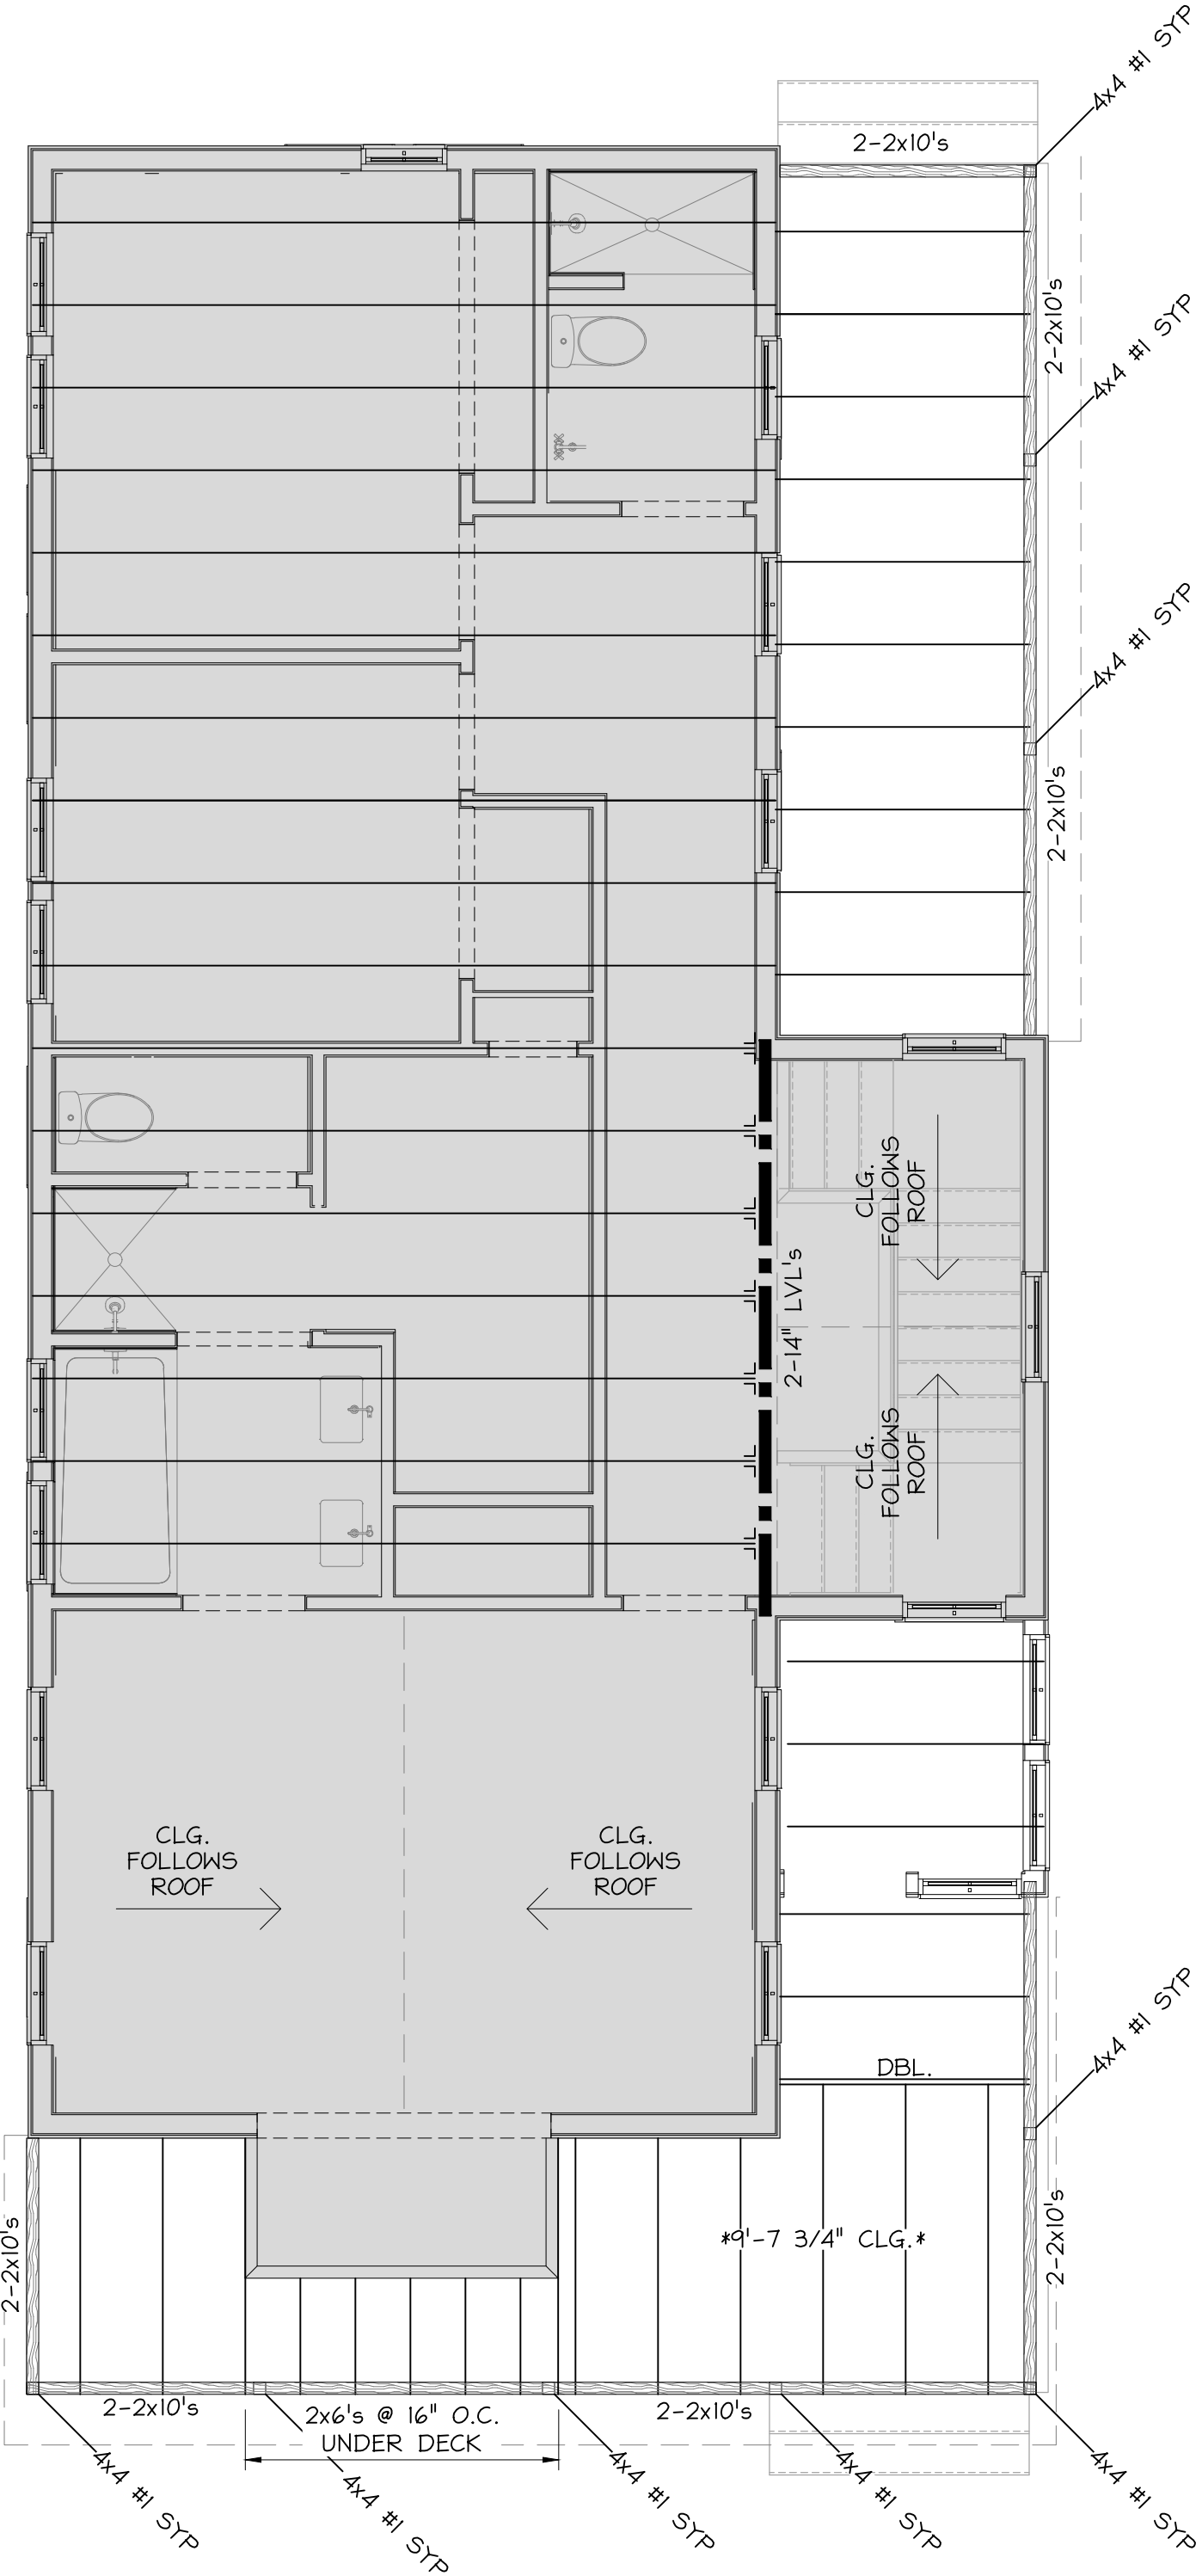 4x4 #1 SYP
2-2x10's
2-2x10's
4x4 #1 SYP
4x4 #1 SYP
2-2x10's
CLG.
FOLLOWS
ROOF
2-14" LVL's
CLG.
FOLLOWS
ROOF
CLG.
FOLLOWS
ROOF
CLG.
FOLLOWS
ROOF
4x4 #1 SYP
DBL.
2-2x10's
*9'-7 3/4" CLG.*
2-2x10's
2-2x10's
2x6's @ 16" O.C.
UNDER DECK
2-2x10's
4x4 #1 SYP
4x4 #1 SYP
4x4 #1 SYP
4x4 #1 SYP
4x4 #1 SYP